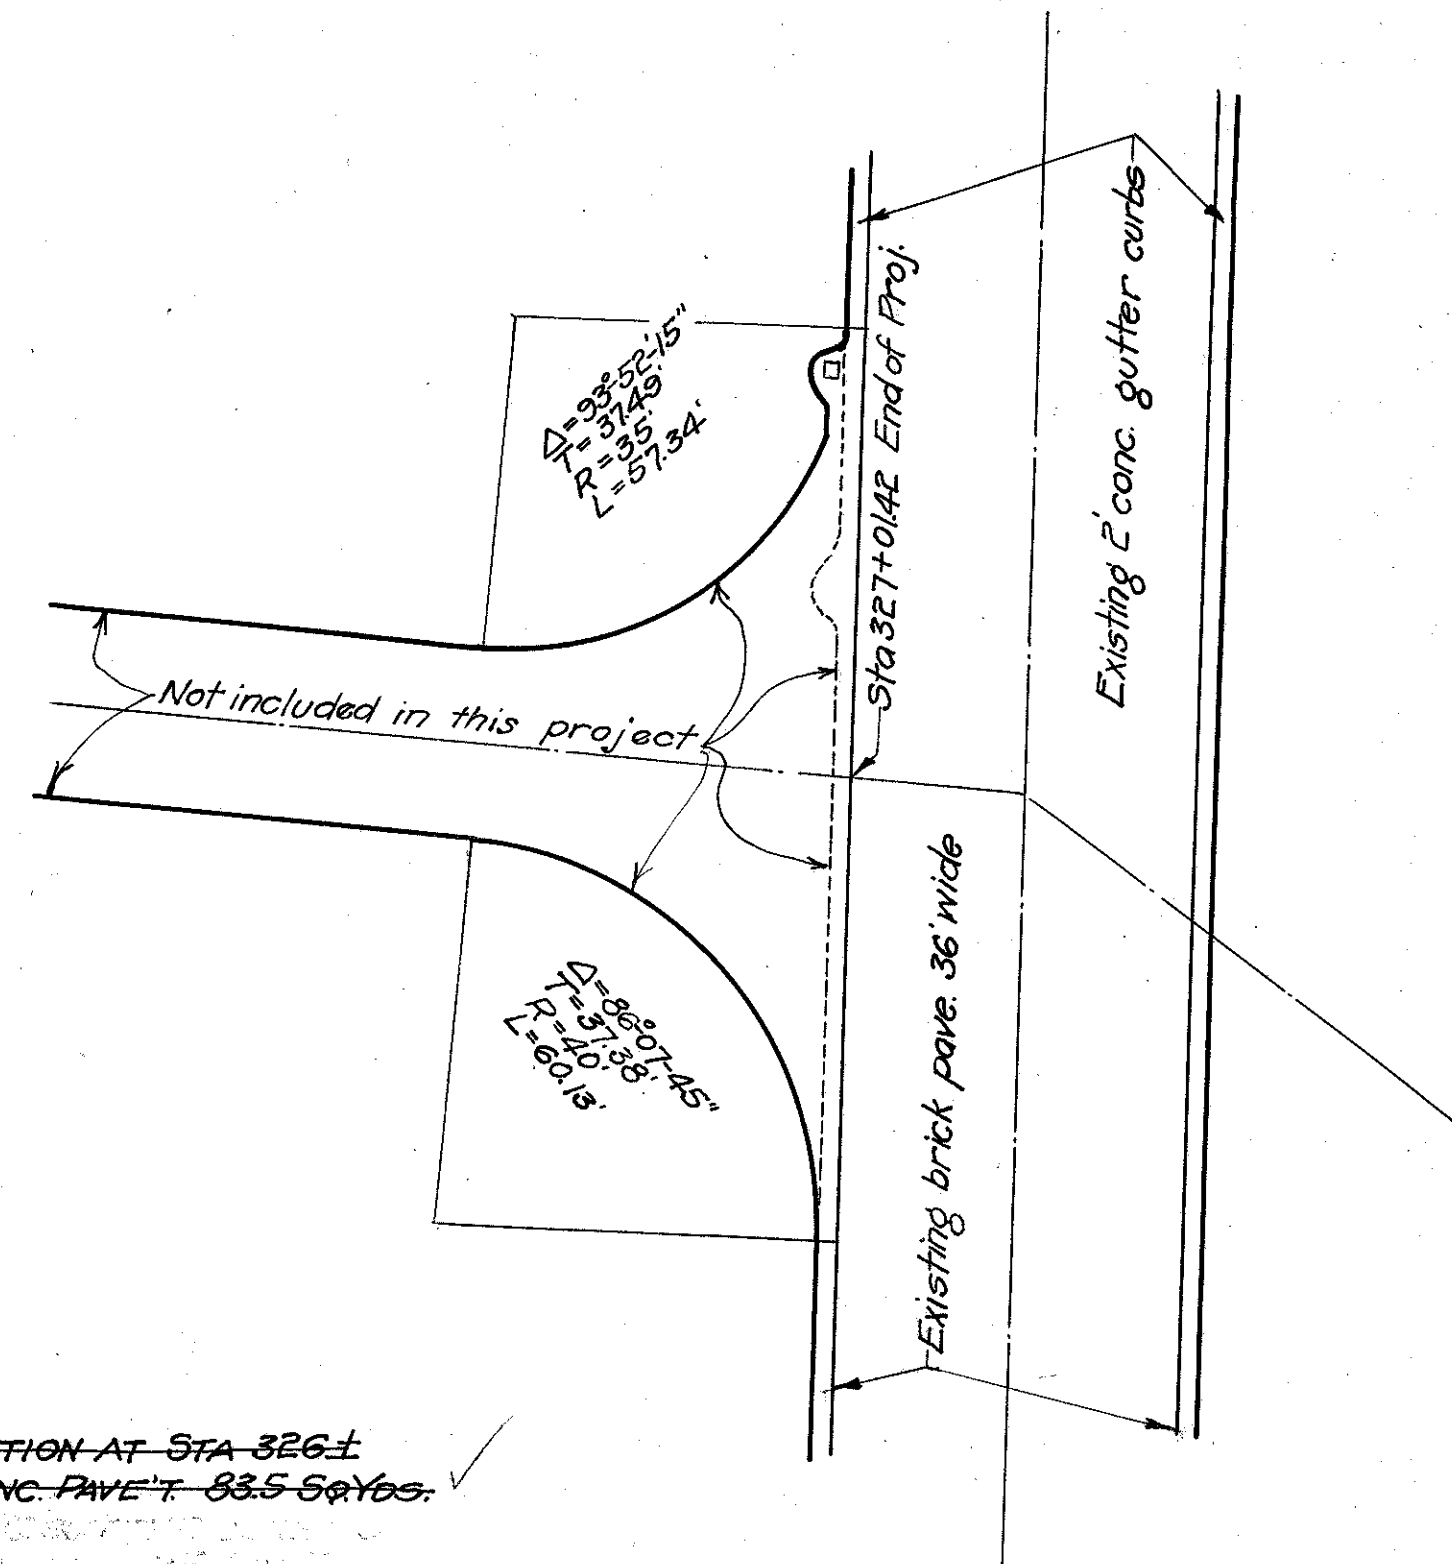 Δ=93°-52'-15"
T=37.49'
R=35'
L=57.34'
Sta 327+01.42 End of Proj.
Existing 2' conc. gutter curbs
Not included in this project
Existing brick pave. 36' wide
Δ=86°-07'-45"
T=37.38'
R=40'
L=60.13'
TION AT STA 326±
NC. PAVE'T. 83.5 SQ.YDS.